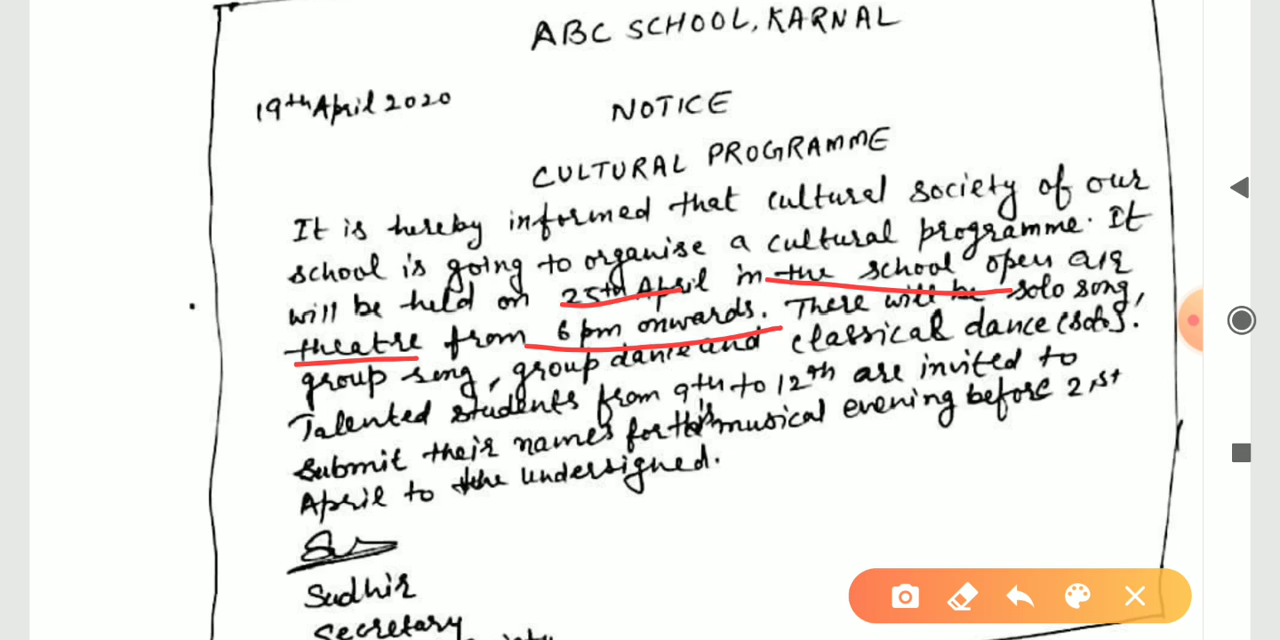 ABC SCHOOL, KARNAL
19th April 2020
NOTICE
CULTURAL PROGRAMME
It is hereby informed that cultural society of our
school is going to organise a cultural programme. It
will be held on 25th April in the school open air
theatre from 6 pm onwards. There will be solo song,
group song, group dance and classical dance (solo).
Talented students from 9th to 12th are invited to
submit their names for this musical evening before 21st
April to the undersigned.
Sudhir
Secretary